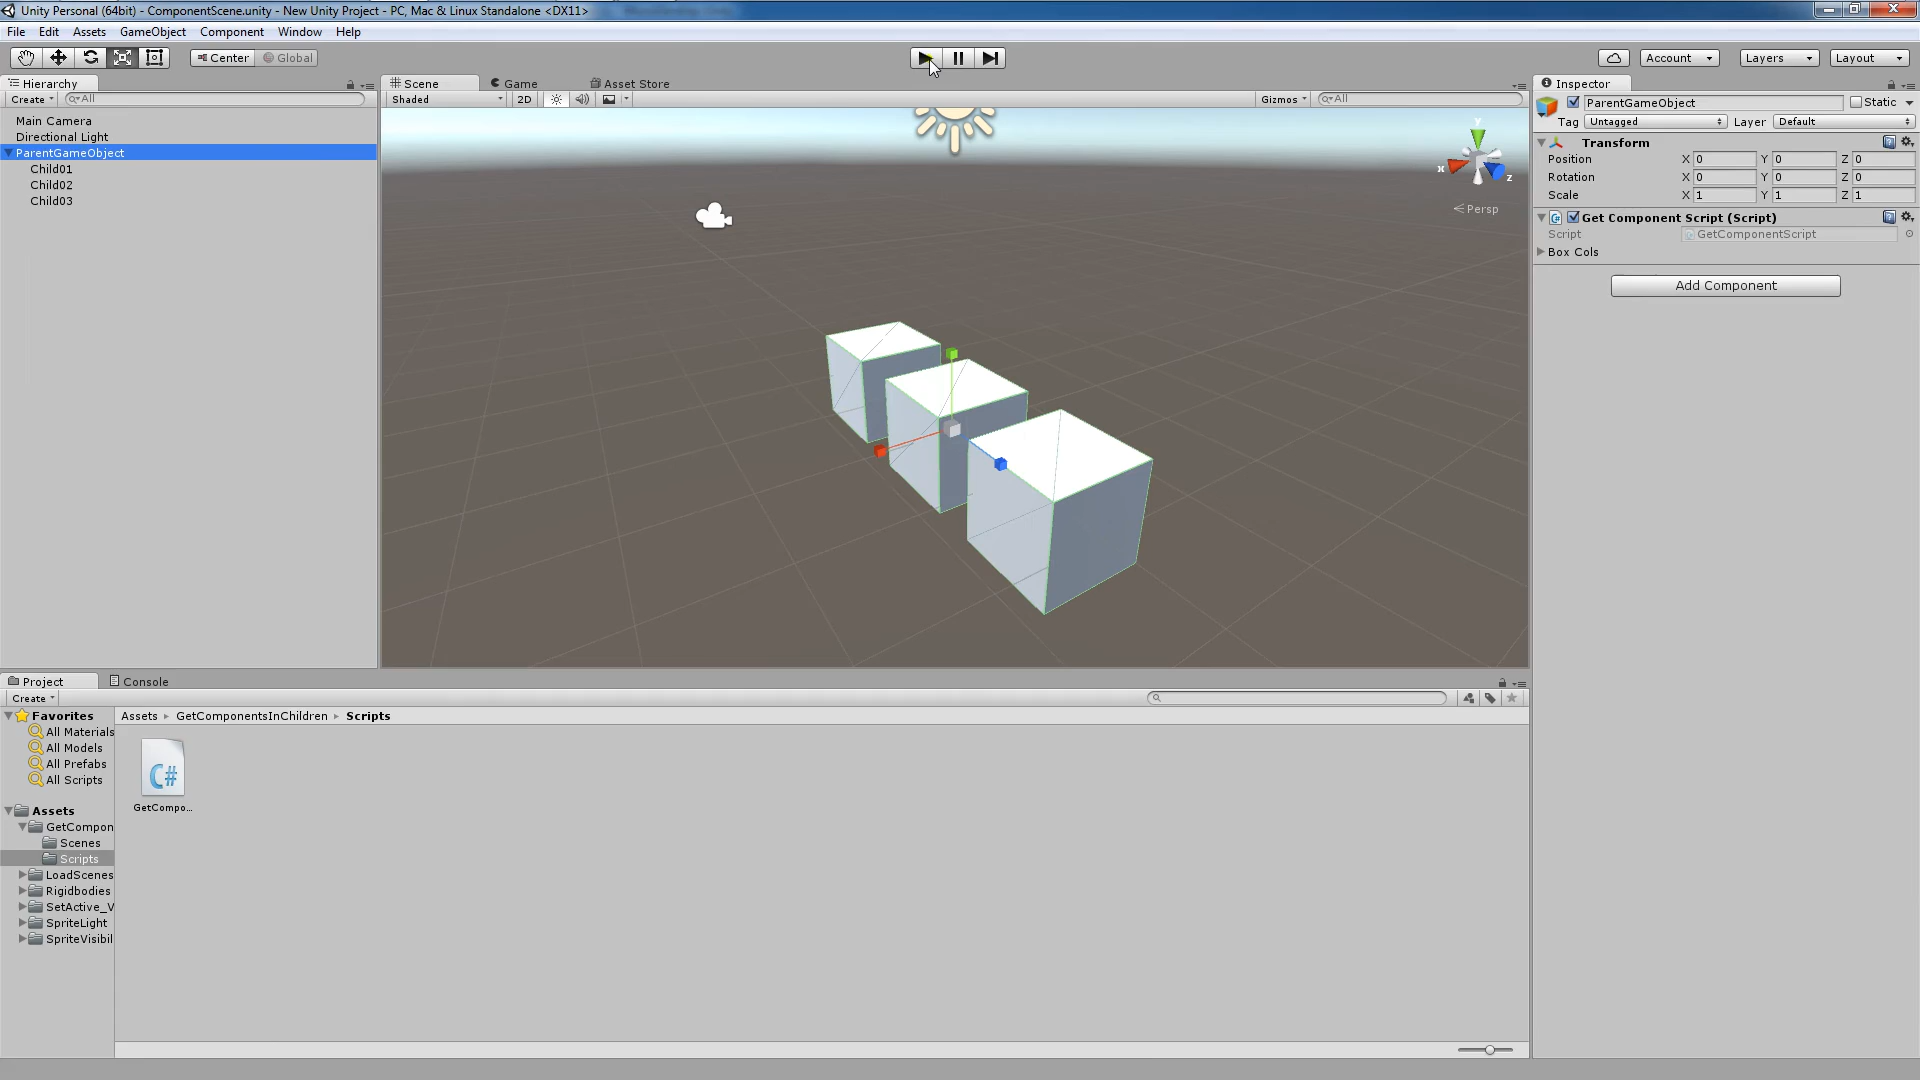 Unity Personal (64bit) - ComponentScene.unity - New Unity Project - PC, Mac & Linux Standalone <DX11>
File Edit Assets GameObject Component Window Help
Center Global Account Layers Layout
Hierarchy Scene Game Asset Store Inspector
Create All Shaded 2D Gizmos All
ParentGameObject Static
Tag Untagged Layer Default
Main Camera
Directional Light
ParentGameObject
Child01
Child02
Child03
Y
X
Z
Persp
Transform
Position X 0 Y 0 Z 0
Rotation X 0 Y 0 Z 0
Scale X 1 Y 1 Z 1
Get Component Script (Script)
Script GetComponentScript
Box Cols
Add Component
Project Console
Create
Favorites
All Materials
All Models
All Prefabs
All Scripts
Assets
GetCompon
Scenes
Scripts
LoadScenes
Rigidbodies
SetActive_V
SpriteLight
SpriteVisibil
Assets GetComponentsInChildren Scripts
C#
GetCompo...